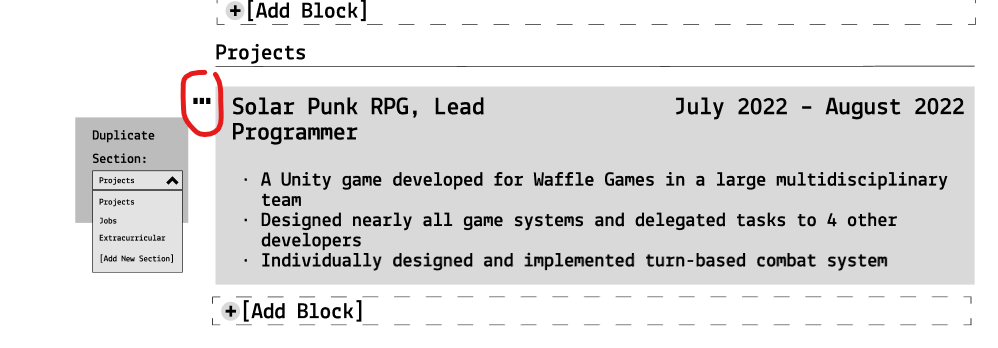 +[Add Block]
Projects
Solar Punk RPG, Lead Programmer July 2022 – August 2022
Duplicate
Section:
Projects
Projects
Jobs
Extracurricular
[Add New Section]
· A Unity game developed for Waffle Games in a large multidisciplinary
team
· Designed nearly all game systems and delegated tasks to 4 other
developers
· Individually designed and implemented turn-based combat system
+[Add Block]